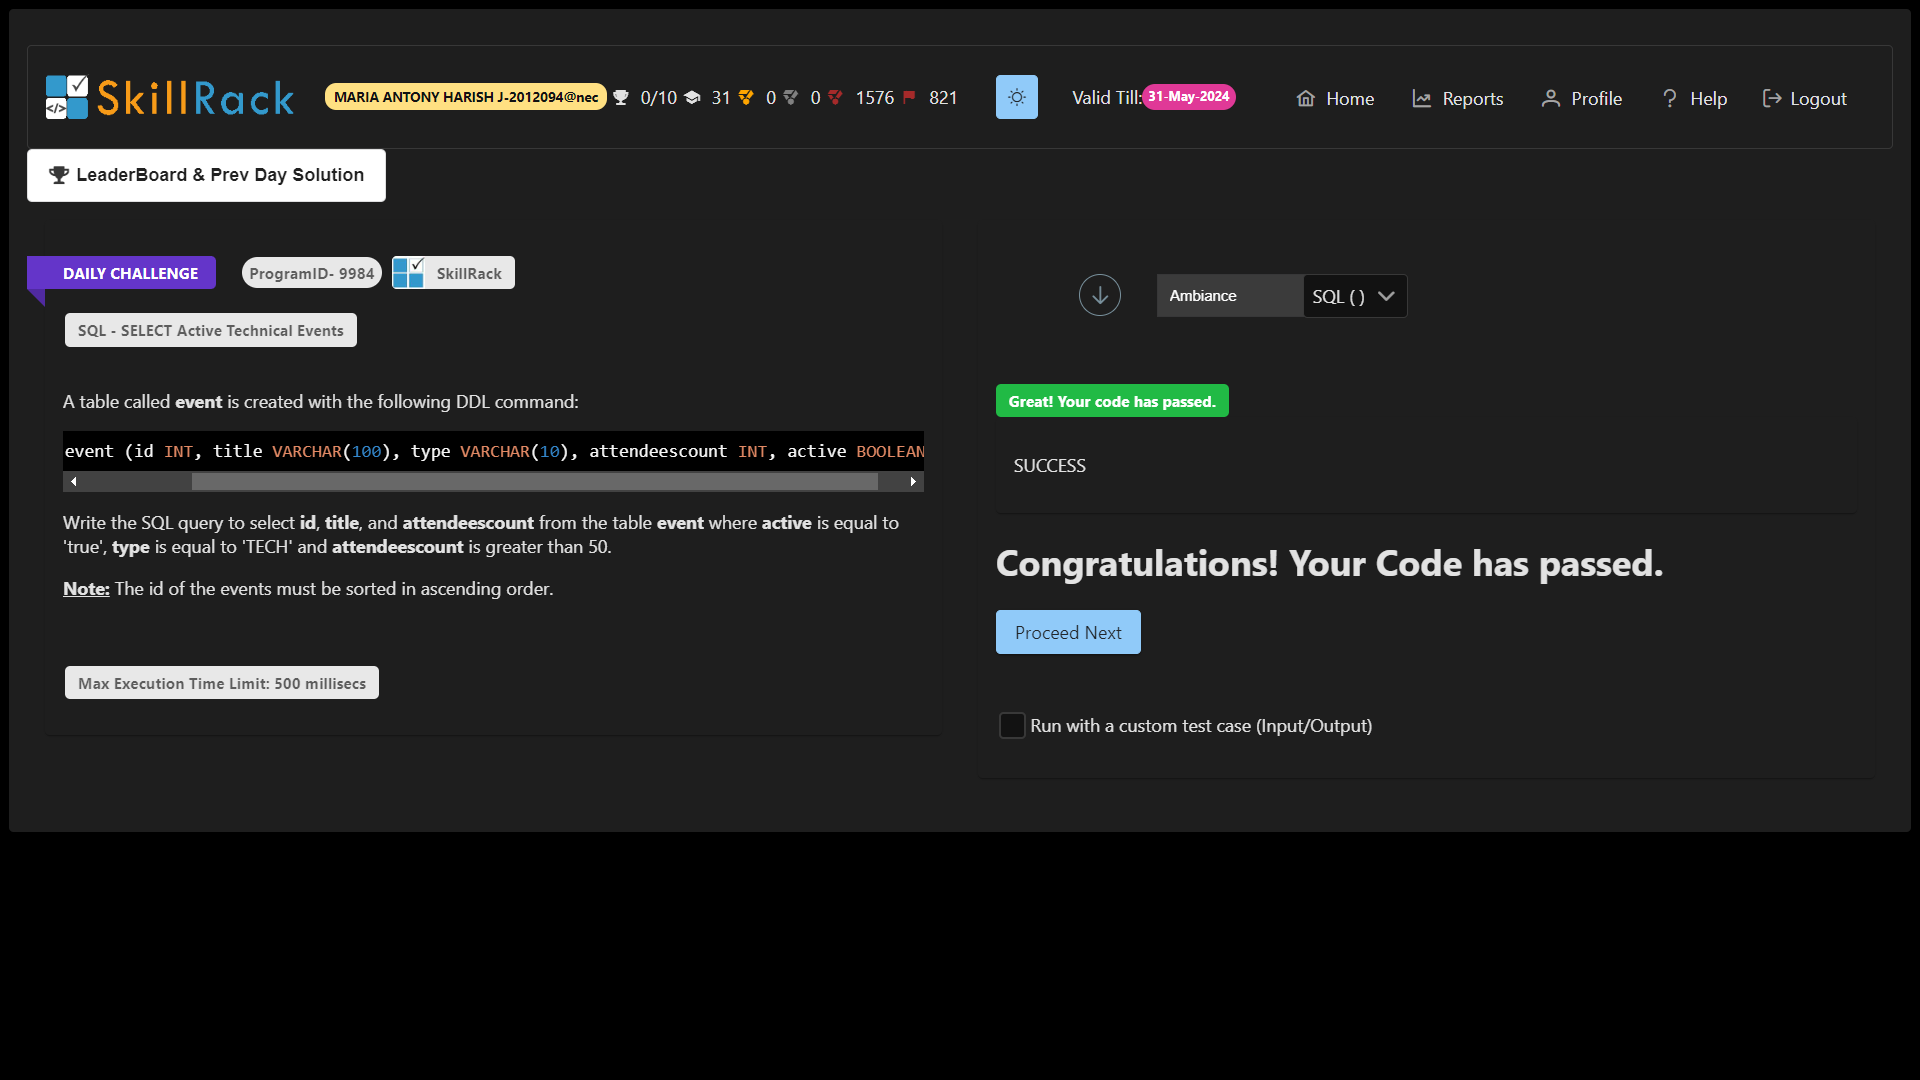 SkillRack MARIA ANTONY HARISH J-2012094@nec 0/10 31 0 0 1576 821 Valid Till: 31-May-2024 Home Reports Profile Help Logout
LeaderBoard & Prev Day Solution
DAILY CHALLENGE ProgramID- 9984 SkillRack
SQL - SELECT Active Technical Events
A table called event is created with the following DDL command:
event (id INT, title VARCHAR(100), type VARCHAR(10), attendeescount INT, active BOOLEAN
Write the SQL query to select id, title, and attendeescount from the table event where active is equal to
'true', type is equal to 'TECH' and attendeescount is greater than 50.
Note: The id of the events must be sorted in ascending order.
Max Execution Time Limit: 500 millisecs
Ambiance SQL ( )
Great! Your code has passed.
SUCCESS
Congratulations! Your Code has passed.
Proceed Next
Run with a custom test case (Input/Output)